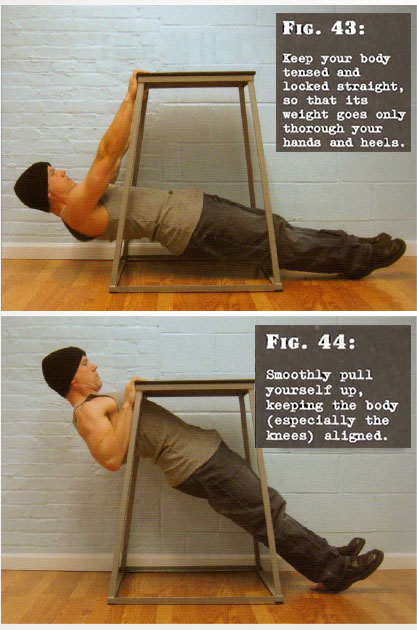 FIG. 43:
Keep your body
tensed and
locked straight,
so that its
weight goes only
thorough your
hands and heels.
FIG. 44:
Smoothly pull
yourself up,
keeping the body
(especially the
knees) aligned.